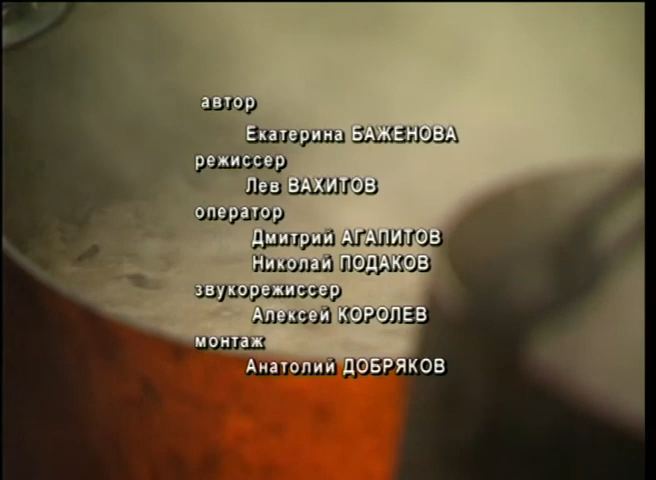 автор
Екатерина БАЖЕНОВА
режиссер
Лев ВАХИТОВ
оператор
Дмитрий АГАПИТОВ
Николай ПОДАКОВ
звукорежиссер
Алексей КОРОЛЕВ
монтаж
Анатолий ДОБРЯКОВ